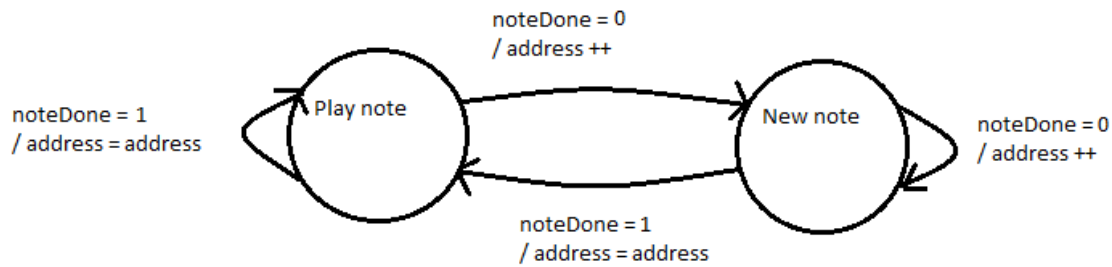 noteDone = 0
/ address ++
Play note
New note
noteDone = 1
/ address = address
noteDone = 0
/ address ++
noteDone = 1
/ address = address